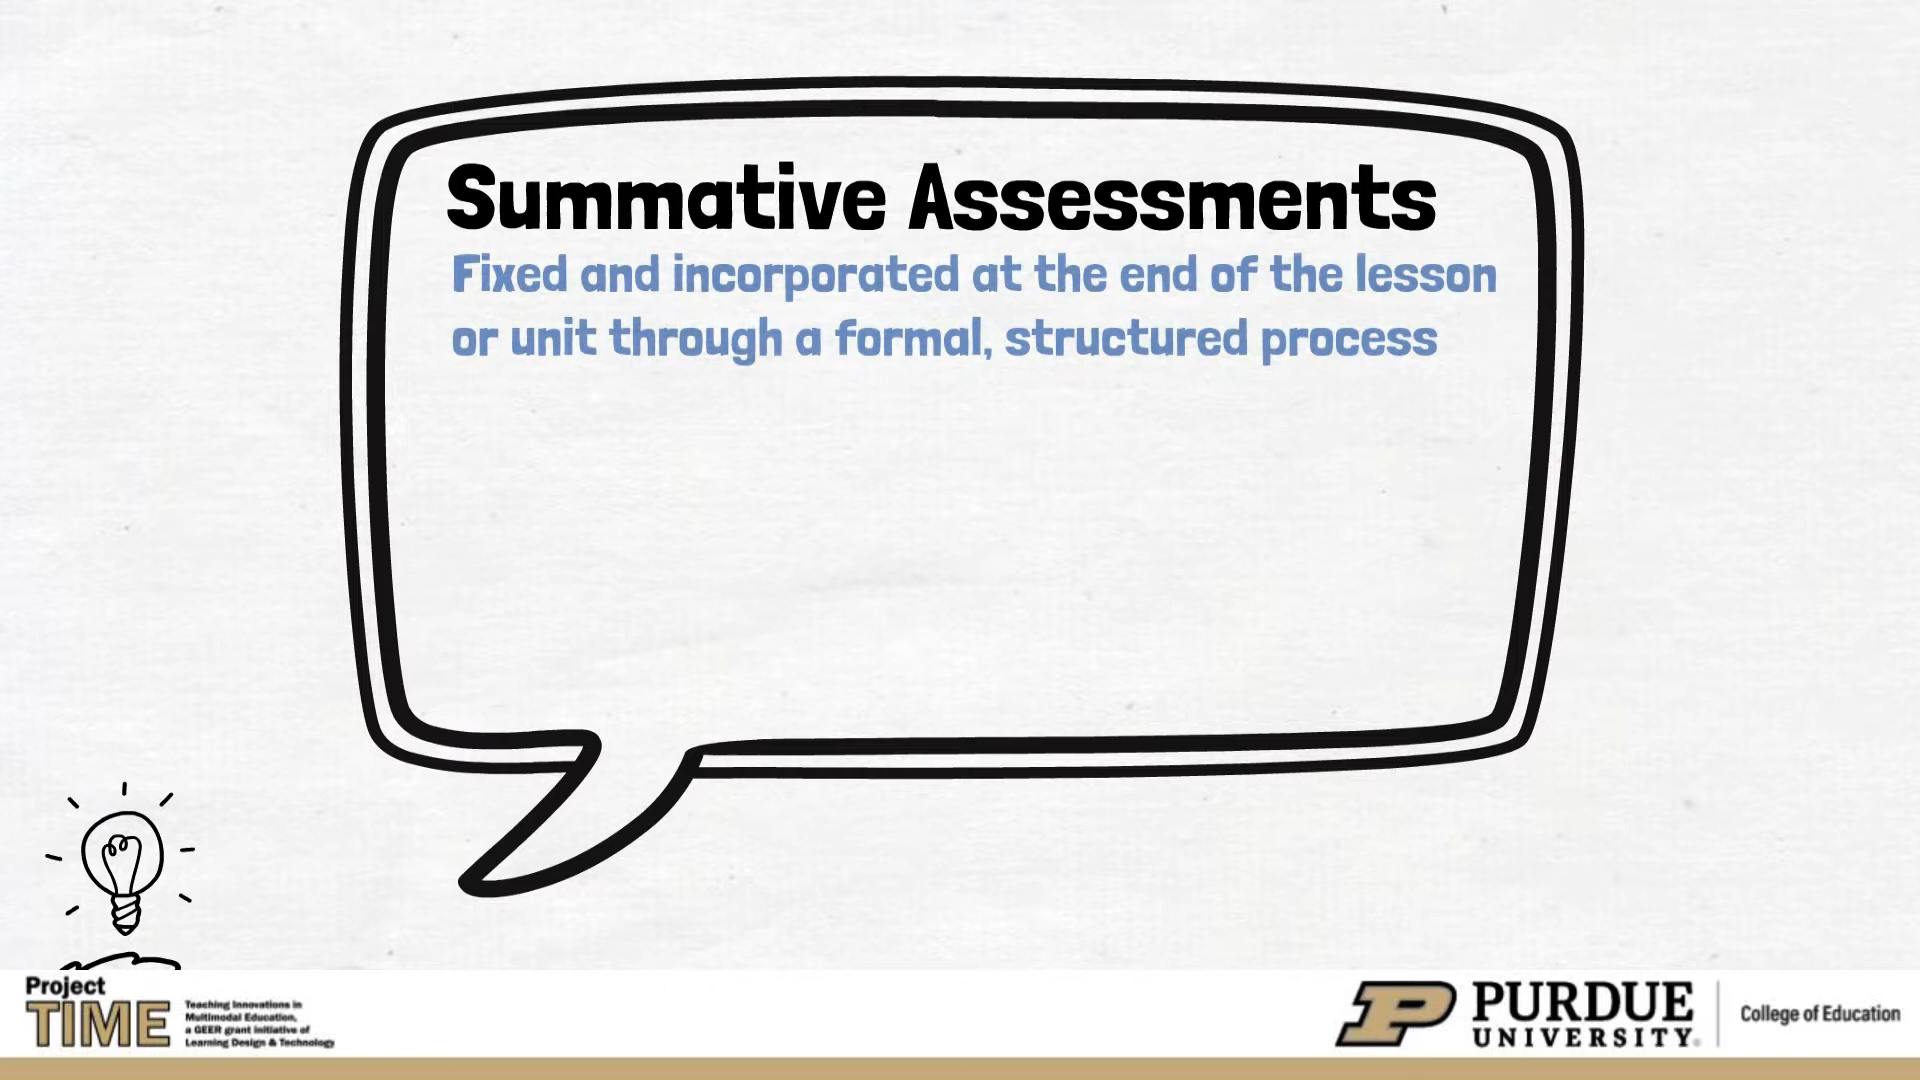 Summative Assessments
Fixed and incorporated at the end of the lesson
or unit through a formal, structured process
Project
TIME
Teaching Innovations in
Multimodal Education,
a GEER grant initiative of
Learning Design & Technology
PURDUE
UNIVERSITY®
College of Education